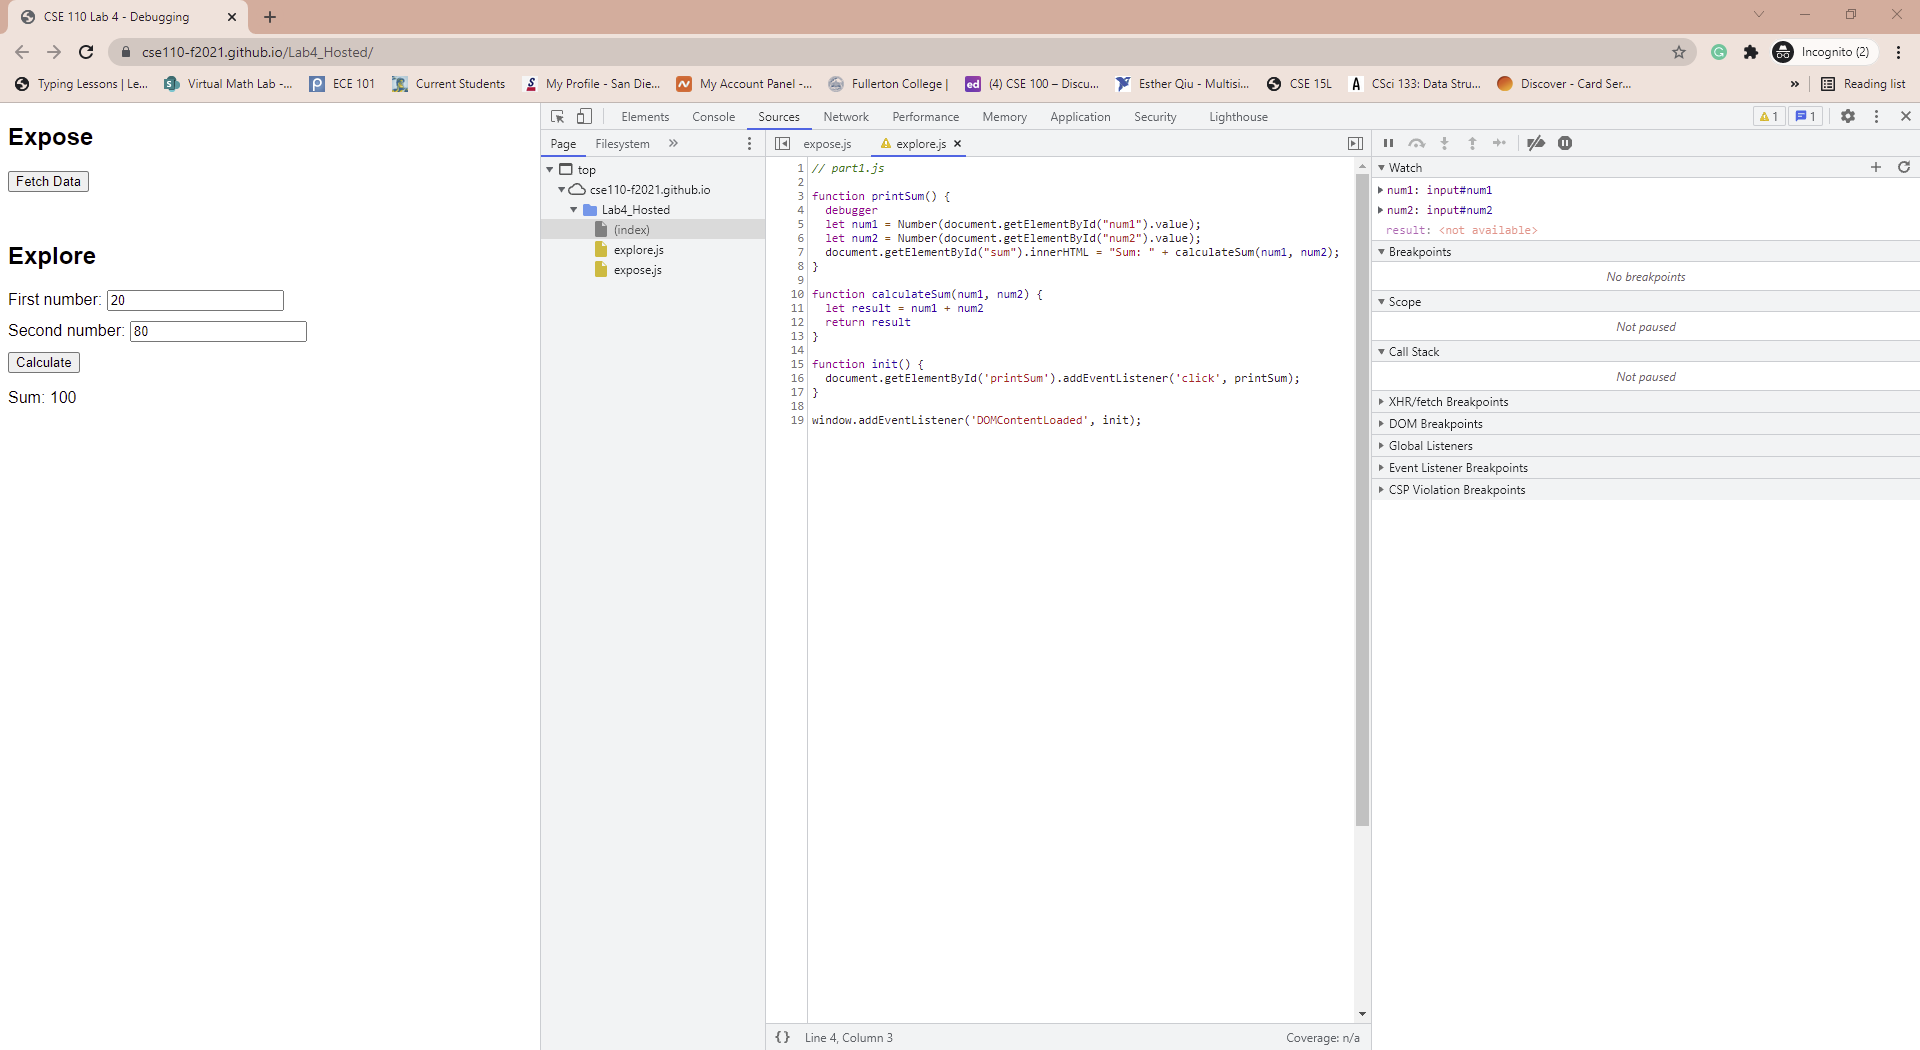 CSE 110 Lab 4 - Debugging
cse110-f2021.github.io/Lab4_Hosted/
Incognito (2)
Typing Lessons | Le...
Virtual Math Lab -...
ECE 101
Current Students
My Profile - San Die...
My Account Panel -...
Fullerton College |
(4) CSE 100 – Discu...
Esther Qiu - Multisi...
CSE 15L
CSci 133: Data Stru...
Discover - Card Ser...
»
Reading list
Expose
Fetch Data
Explore
First number: 20
Second number: 80
Calculate
Sum: 100
Elements
Console
Sources
Network
Performance
Memory
Application
Security
Lighthouse
1
1
Page
Filesystem
»
top
cse110-f2021.github.io
Lab4_Hosted
(index)
explore.js
expose.js
expose.js
explore.js
1 // part1.js
2
3 function printSum() {
4 debugger
5 let num1 = Number(document.getElementById("num1").value);
6 let num2 = Number(document.getElementById("num2").value);
7 document.getElementById("sum").innerHTML = "Sum: " + calculateSum(num1, num2);
8 }
9
10 function calculateSum(num1, num2) {
11 let result = num1 + num2
12 return result
13 }
14
15 function init() {
16 document.getElementById('printSum').addEventListener('click', printSum);
17 }
18
19 window.addEventListener('DOMContentLoaded', init);
{}
Line 4, Column 3
Coverage: n/a
Watch
num1: input#num1
num2: input#num2
result: <not available>
Breakpoints
No breakpoints
Scope
Not paused
Call Stack
Not paused
XHR/fetch Breakpoints
DOM Breakpoints
Global Listeners
Event Listener Breakpoints
CSP Violation Breakpoints